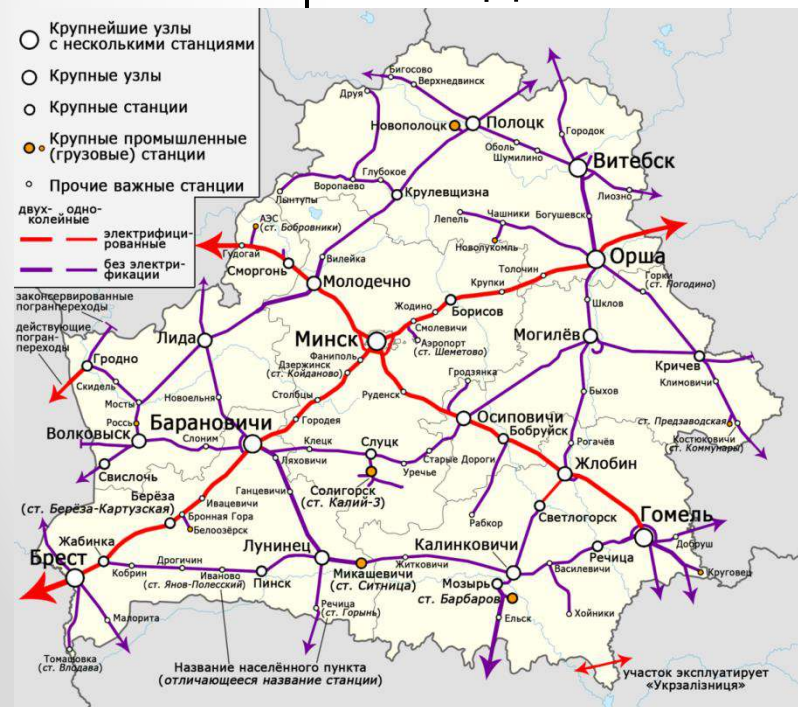 Крупнейшие узлы
с несколькими станциями
Крупные узлы
Крупные станции
Крупные промышленные
(грузовые) станции
Прочие важные станции
двух- одно-
колейные
электрифици-
рованные
без электри-
фикации
законсервированные
погранпереходы
действующие
погран-
переходы
Бигосово
Верхнедвинск
Друя
Новополоцк
Полоцк
Городок
Оболь
Шумилино
Витебск
Глубокое
Воропаево
Лынтупы
Крулевщизна
Лиозно
Лепель
Чашники
Богушевск
Новолукомль
АЭС
(ст. Бобровники)
Гудогай
Сморгонь
Вилейка
Молодечно
Орша
Толочин
Крупки
Горки
(ст. Погодино)
Борисов
Жодино
Смолевичи
Шклов
Аэропорт
(ст. Шеметово)
Минск
Могилёв
Лида
Гродно
Фаниполь
Дзержинск
(ст. Койданово)
Кричев
Скидель
Гродзянка
Климовичи
Мосты
Новоельня
Столбцы
Руденск
Быхов
Россь
Барановичи
Городея
Осиповичи
ст. Предзаводская
Волковыск
Бобруйск
Костюковичи
(ст. Коммунары)
Слоним
Клецк
Слуцк
Рогачёв
Ляховичи
Старые Дороги
Уречье
Жлобин
Свислочь
Солигорск
(ст. Калий-3)
Берёза
(ст. Берёза-Картузская)
Ганцевичи
Ивацевичи
Бронная Гора
Белоозёрск
Рабкор
Светлогорск
Гомель
Жабинка
Лунинец
Калинковичи
Речица
Добруш
Брест
Дрогичин
Житковичи
Василевичи
Круговец
Кобрин
Иваново
(ст. Янов-Полесский)
Пинск
Микашевичи
(ст. Ситница)
Мозырь
ст. Барбаров
Малорита
Речица
(ст. Горынь)
Ельск
Хойники
Томашовка
(ст. Влодава)
Название населённого пункта
(отличающееся название станции)
участок эксплуатирует
«Укрзалізниця»